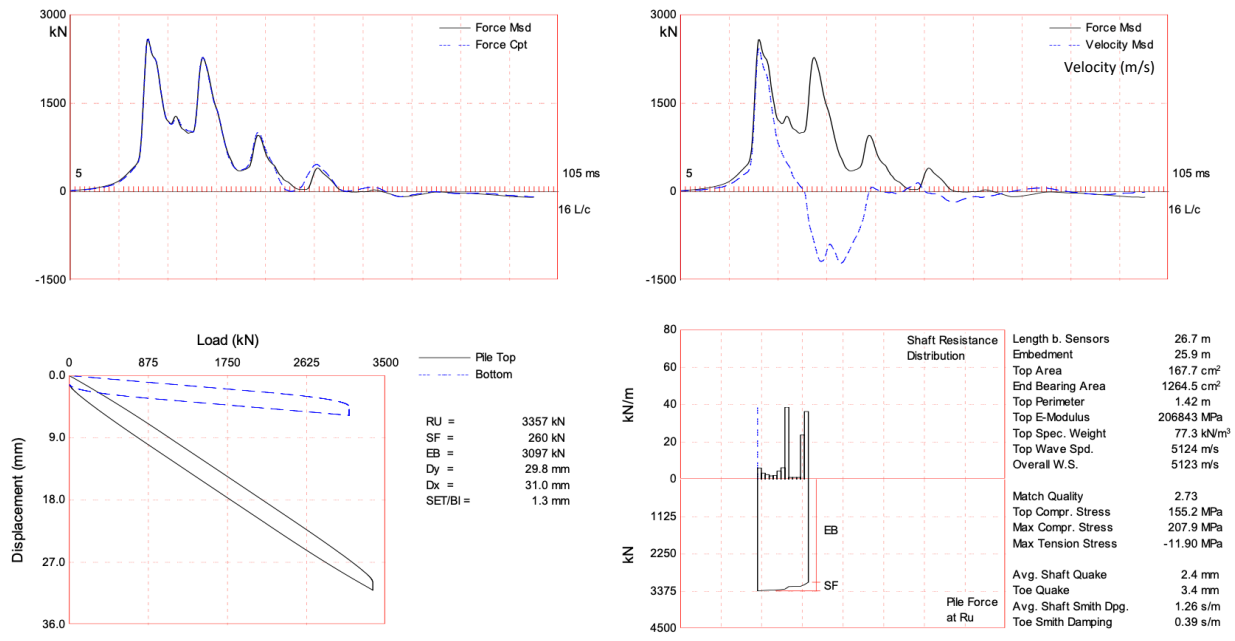 3000
kN
1500
0
-1500
5
105 ms
16 L/c
Force Msd
Force Cpt
3000
kN
1500
0
-1500
5
105 ms
16 L/c
Force Msd
Velocity Msd
Velocity (m/s)
Load (kN)
0 875 1750 2625 3500
0.0
9.0
18.0
27.0
36.0
Displacement (mm)
Pile Top
Bottom
RU = 3357 kN
SF = 260 kN
EB = 3097 kN
Dy = 29.8 mm
Dx = 31.0 mm
SET/Bl = 1.3 mm
80
60
40
20
0
kN/m
1125
2250
3375
4500
kN
Shaft Resistance
Distribution
EB
SF
Pile Force
at Ru
Length b. Sensors 26.7 m
Embedment 25.9 m
Top Area 167.7 cm²
End Bearing Area 1264.5 cm²
Top Perimeter 1.42 m
Top E-Modulus 206843 MPa
Top Spec. Weight 77.3 kN/m³
Top Wave Spd. 5124 m/s
Overall W.S. 5123 m/s
Match Quality 2.73
Top Compr. Stress 155.2 MPa
Max Compr. Stress 207.9 MPa
Max Tension Stress -11.90 MPa
Avg. Shaft Quake 2.4 mm
Toe Quake 3.4 mm
Avg. Shaft Smith Dpg. 1.26 s/m
Toe Smith Damping 0.39 s/m